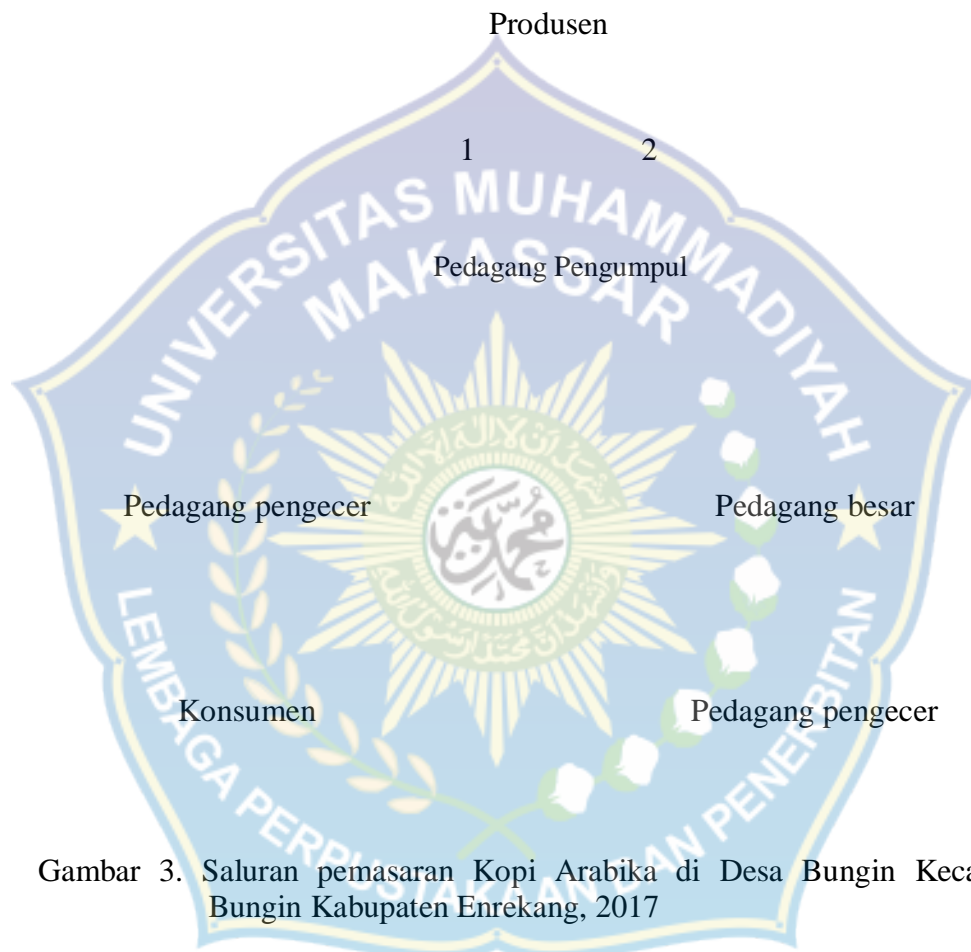 Produsen
1 2
UNIVERSITAS MUHAMMADIYAH
MAKASSAR
Pedagang Pengumpul
Pedagang pengecer Pedagang besar
محمد
Konsumen Pedagang pengecer
LEMBAGA PERPUSTAKAAN DAN PENERBITAN
Gambar 3. Saluran pemasaran Kopi Arabika di Desa Bungin Keca
Bungin Kabupaten Enrekang, 2017